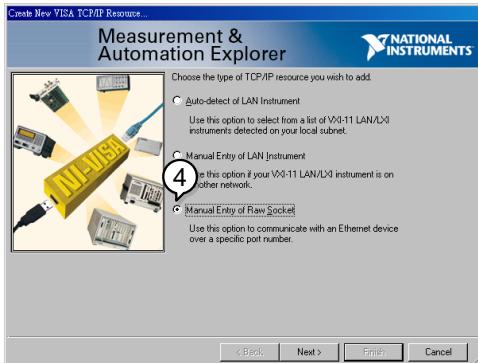 Create New VISA TCP/IP Resource...
Measurement &
Automation Explorer
NATIONAL
INSTRUMENTS
Choose the type of TCP/IP resource you wish to add.
Auto-detect of LAN Instrument
Use this option to select from a list of VXI-11 LAN/LXI
instruments detected on your local subnet.
Manual Entry of LAN Instrument
this option if your VXI-11 LAN/LXI instrument is on
network.
4
Manual Entry of Raw Socket
Use this option to communicate with an Ethernet device
over a specific port number.
NI-VISA
< Back
Next >
Finish
Cancel